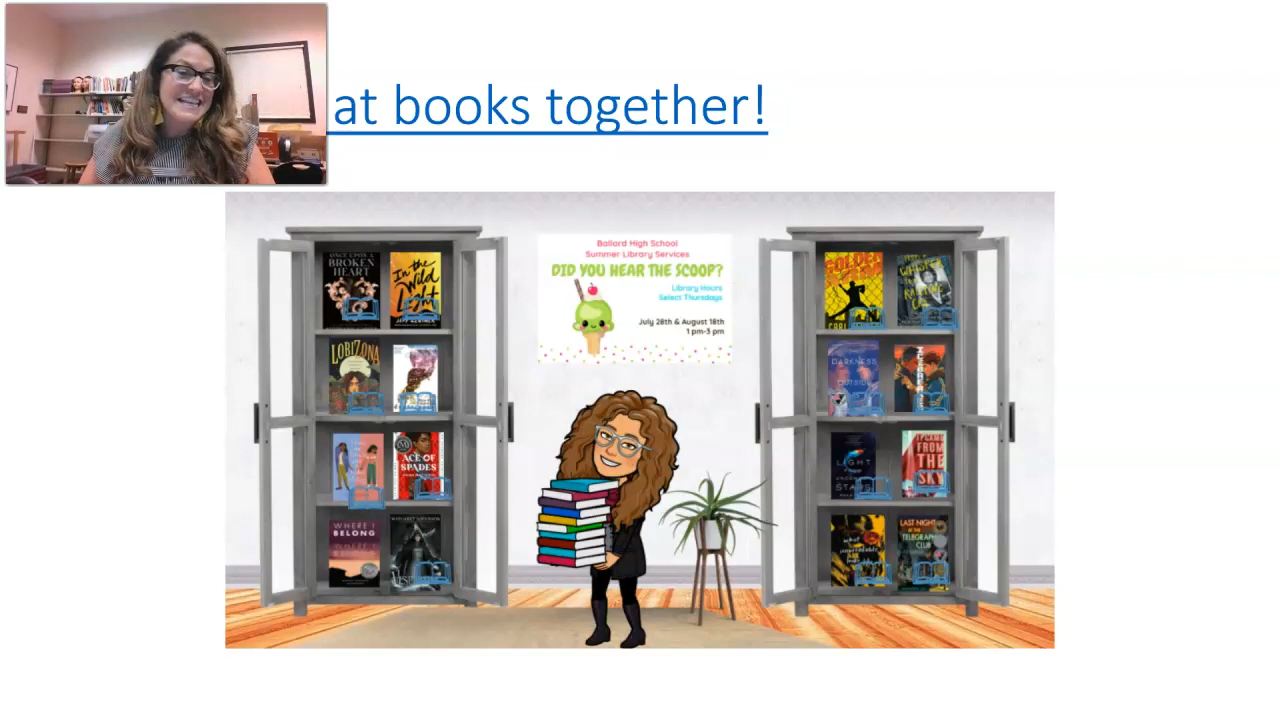 at books together!
Ballard High School
Summer Library Services
DID YOU HEAR THE SCOOP?
Library Hours
Select Thursdays
July 28th & August 18th
1 pm-3 pm
ONCE UPON A
BROKEN
HEART
In the
Wild
Light
LOBIZONA
ACE OF
SPADES
WHERE I
BELONG
GOLDEN
DARKNESS
OUTSIDE
LIGHT
FROM
STARS
FROM
THE
SKY
LAST NIGHT
AT THE
TELEGRAPH
CLUB